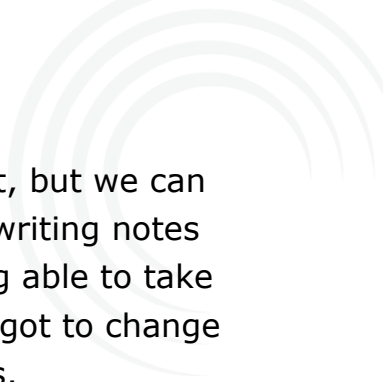 t, but we can
writing notes
g able to take
got to change
s.